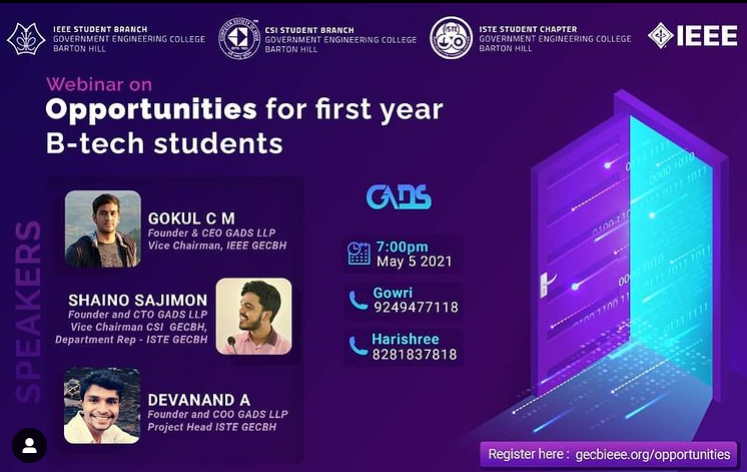 IEEE STUDENT BRANCH
GOVERNMENT ENGINEERING COLLEGE
BARTON HILL
CSI STUDENT BRANCH
GOVERNMENT ENGINEERING COLLEGE
BARTON HILL
ISTE
ISTE STUDENT CHAPTER
GOVERNMENT ENGINEERING COLLEGE
BARTON HILL
IEEE
Webinar on
Opportunities for first year
B-tech students
SPEAKERS
GOKUL C M
Founder & CEO GADS LLP
Vice Chairman, IEEE GECBH
SHAINO SAJIMON
Founder and CTO GADS LLP
Vice Chairman CSI GECBH,
Department Rep - ISTE GECBH
DEVANAND A
Founder and COO GADS LLP
Project Head ISTE GECBH
GADS
7:00pm
May 5 2021
Gowri
9249477118
Harishree
8281837818
Register here : gecbieee.org/opportunities